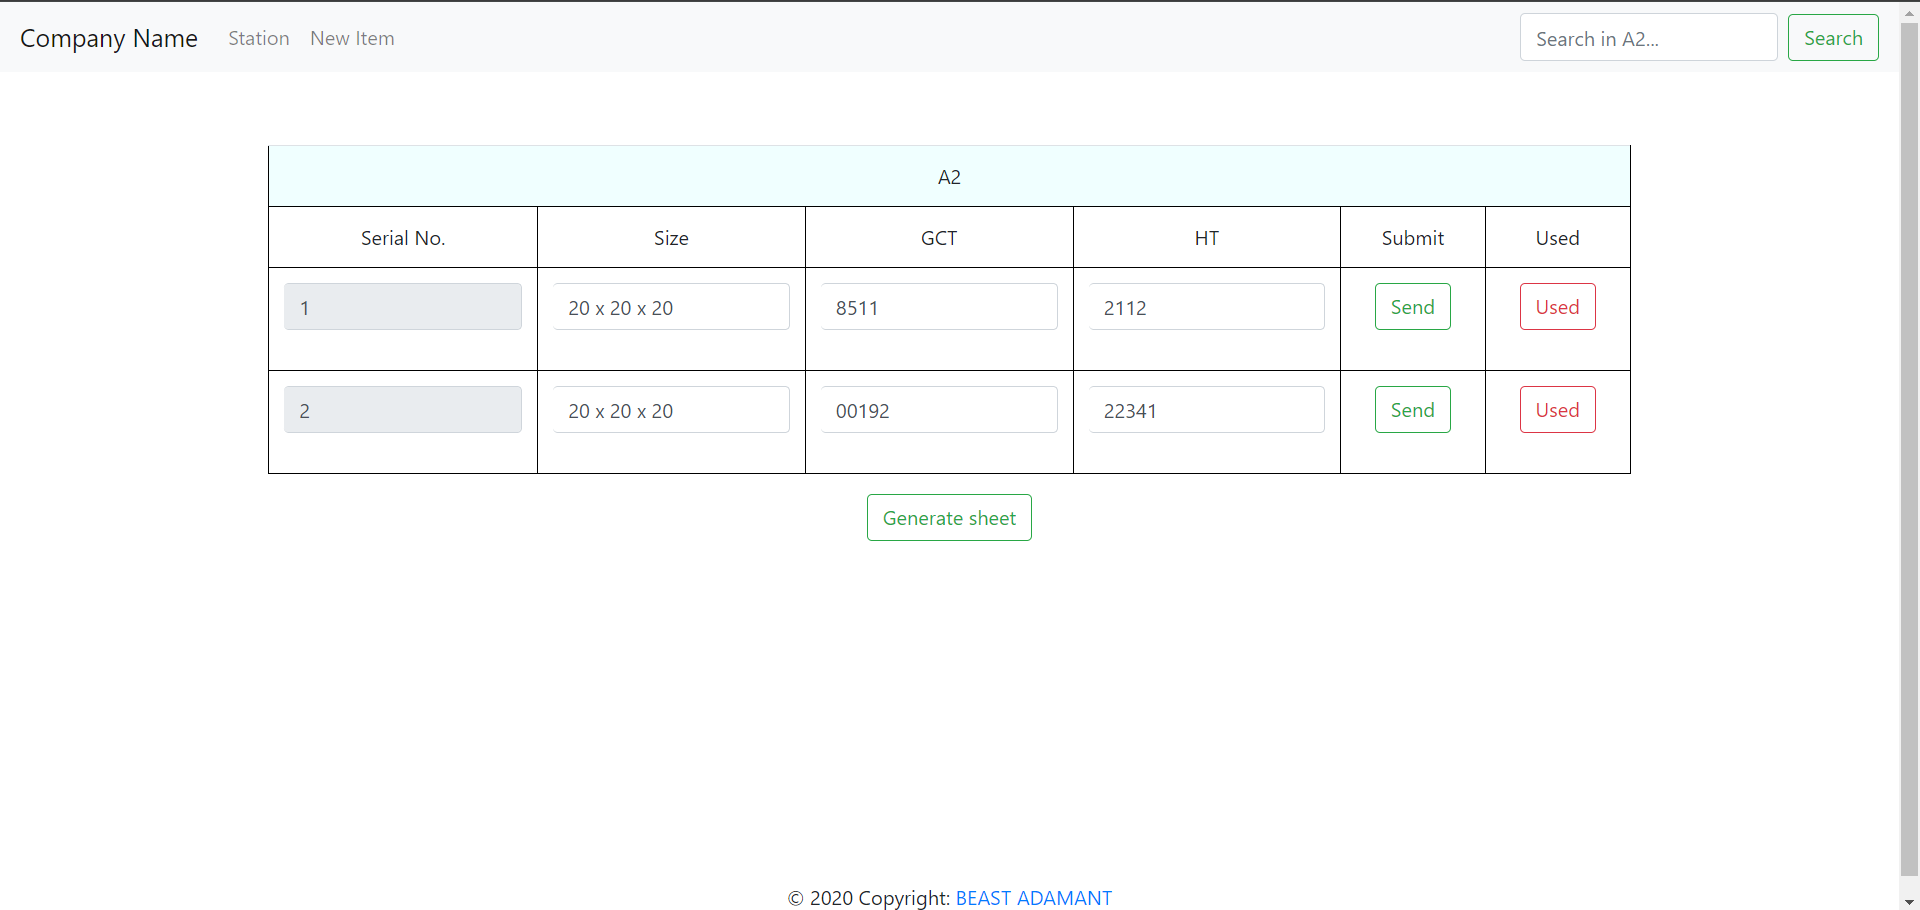 Company Name Station New Item Search in A2... Search
A2
Serial No. Size GCT HT Submit Used
1 20 x 20 x 20 8511 2112 Send Used
2 20 x 20 x 20 00192 22341 Send Used
Generate sheet
© 2020 Copyright: BEAST ADAMANT